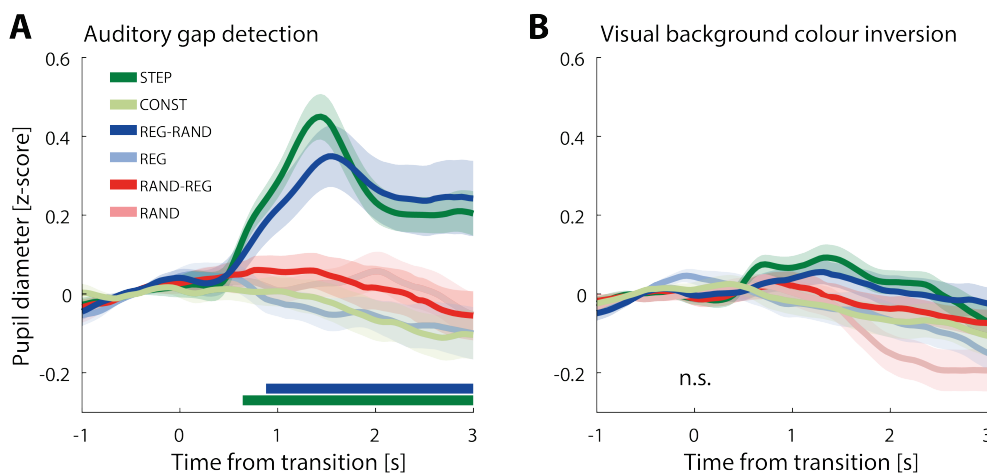 A Auditory gap detection
B Visual background colour inversion
Pupil diameter [z-score]
0.6
0.4
0.2
0
-0.2
STEP
CONST
REG-RAND
REG
RAND-REG
RAND
-1 0 1 2 3
Time from transition [s]
0.6
0.4
0.2
0
-0.2
n.s.
-1 0 1 2 3
Time from transition [s]